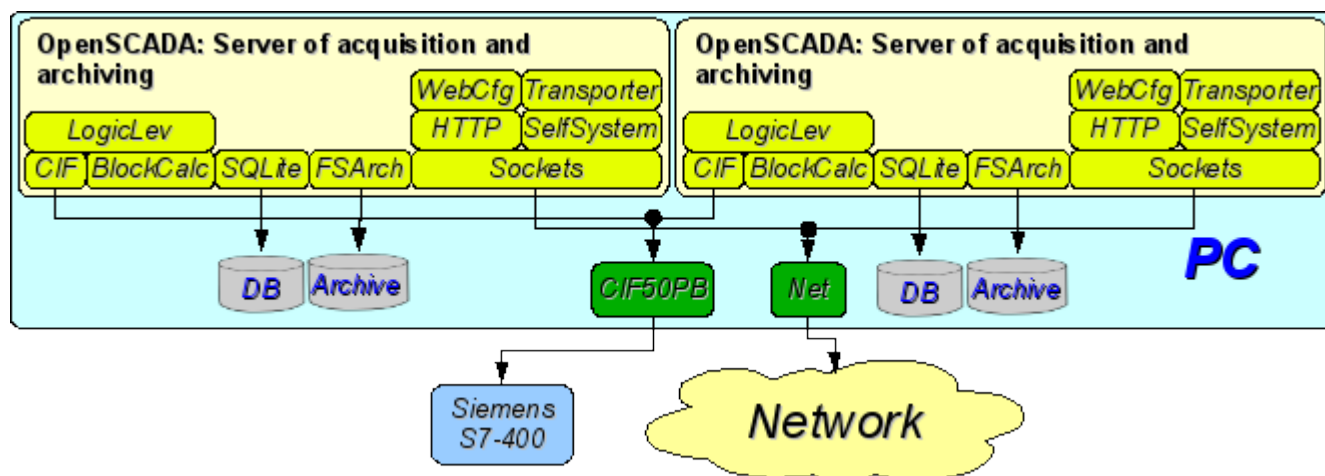 OpenSCADA: Server of acquisition and
archiving
WebCfg Transporter
LogicLev HTTP SelfSystem
CIF BlockCalc SQLite FSArch Sockets
OpenSCADA: Server of acquisition and
archiving
WebCfg Transporter
LogicLev HTTP SelfSystem
CIF BlockCalc SQLite FSArch Sockets
DB Archive CIF50PB Net DB Archive PC
Siemens
S7-400
Network